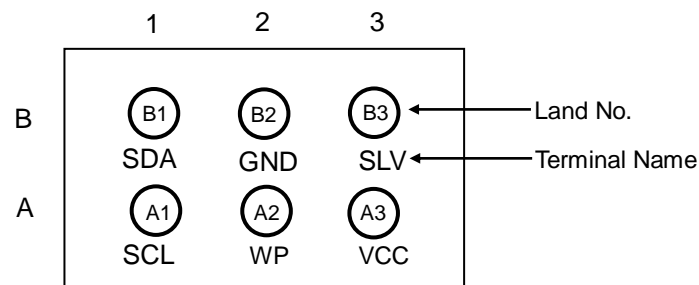 1 2 3
B B1 B2 B3 Land No.
SDA GND SLV Terminal Name
A A1 A2 A3
SCL WP VCC